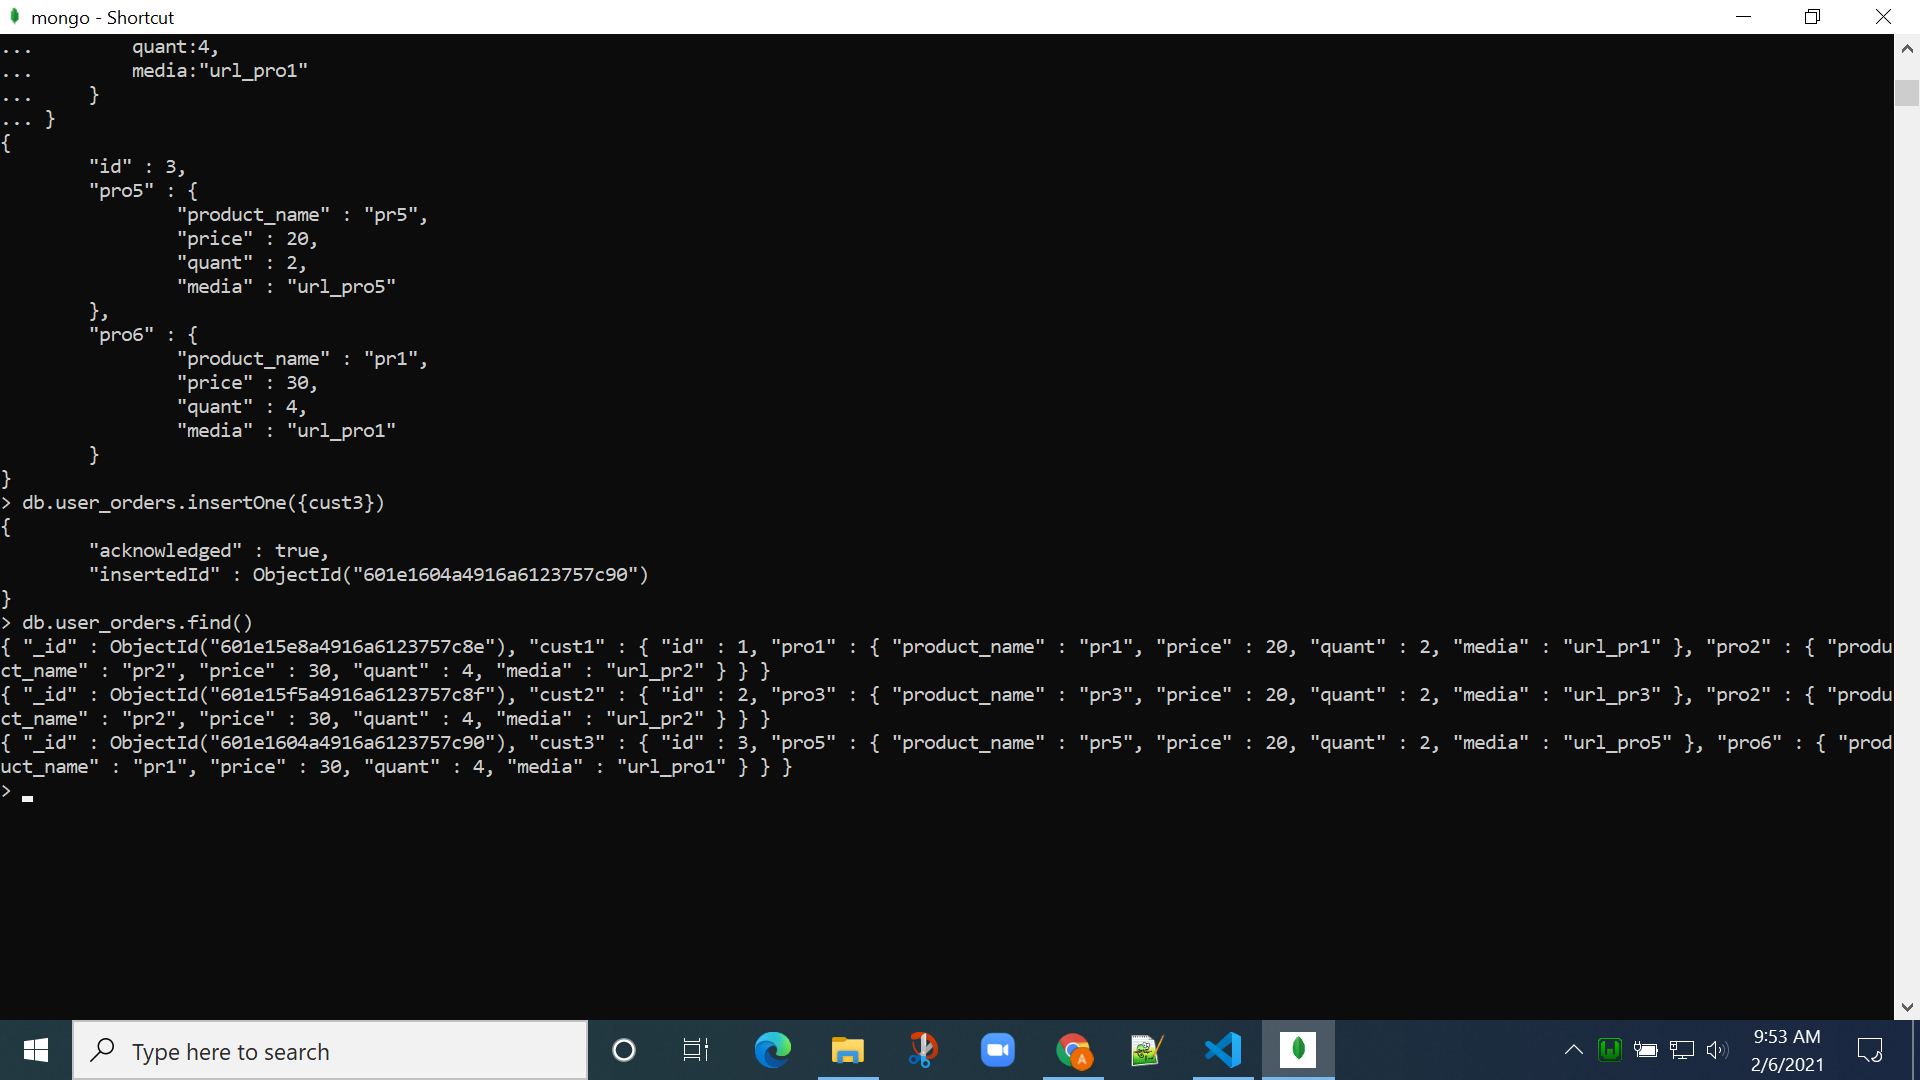 mongo - Shortcut
...         quant:4,
...         media:"url_pro1"
...     }
... }
{
        "id" : 3,
        "pro5" : {
                "product_name" : "pr5",
                "price" : 20,
                "quant" : 2,
                "media" : "url_pro5"
        },
        "pro6" : {
                "product_name" : "pr1",
                "price" : 30,
                "quant" : 4,
                "media" : "url_pro1"
        }
}
> db.user_orders.insertOne({cust3})
{
        "acknowledged" : true,
        "insertedId" : ObjectId("601e1604a4916a6123757c90")
}
> db.user_orders.find()
{ "_id" : ObjectId("601e15e8a4916a6123757c8e"), "cust1" : { "id" : 1, "pro1" : { "product_name" : "pr1", "price" : 20, "quant" : 2, "media" : "url_pr1" }, "pro2" : { "produ
ct_name" : "pr2", "price" : 30, "quant" : 4, "media" : "url_pr2" } } }
{ "_id" : ObjectId("601e15f5a4916a6123757c8f"), "cust2" : { "id" : 2, "pro3" : { "product_name" : "pr3", "price" : 20, "quant" : 2, "media" : "url_pr3" }, "pro2" : { "produ
ct_name" : "pr2", "price" : 30, "quant" : 4, "media" : "url_pr2" } } }
{ "_id" : ObjectId("601e1604a4916a6123757c90"), "cust3" : { "id" : 3, "pro5" : { "product_name" : "pr5", "price" : 20, "quant" : 2, "media" : "url_pro5" }, "pro6" : { "prod
uct_name" : "pr1", "price" : 30, "quant" : 4, "media" : "url_pro1" } } }
>
Type here to search
A
9:53 AM
2/6/2021